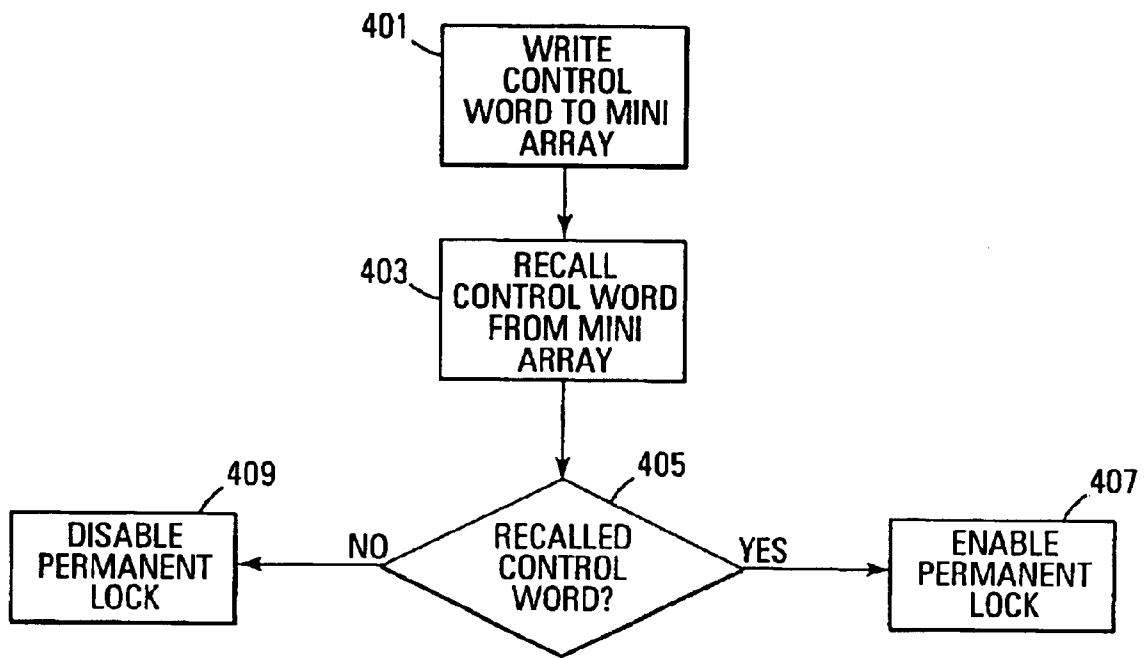 401
WRITE
CONTROL
WORD TO MINI
ARRAY
403
RECALL
CONTROL WORD
FROM MINI
ARRAY
405
RECALLED
CONTROL
WORD?
NO
YES
409
DISABLE
PERMANENT
LOCK
407
ENABLE
PERMANENT
LOCK